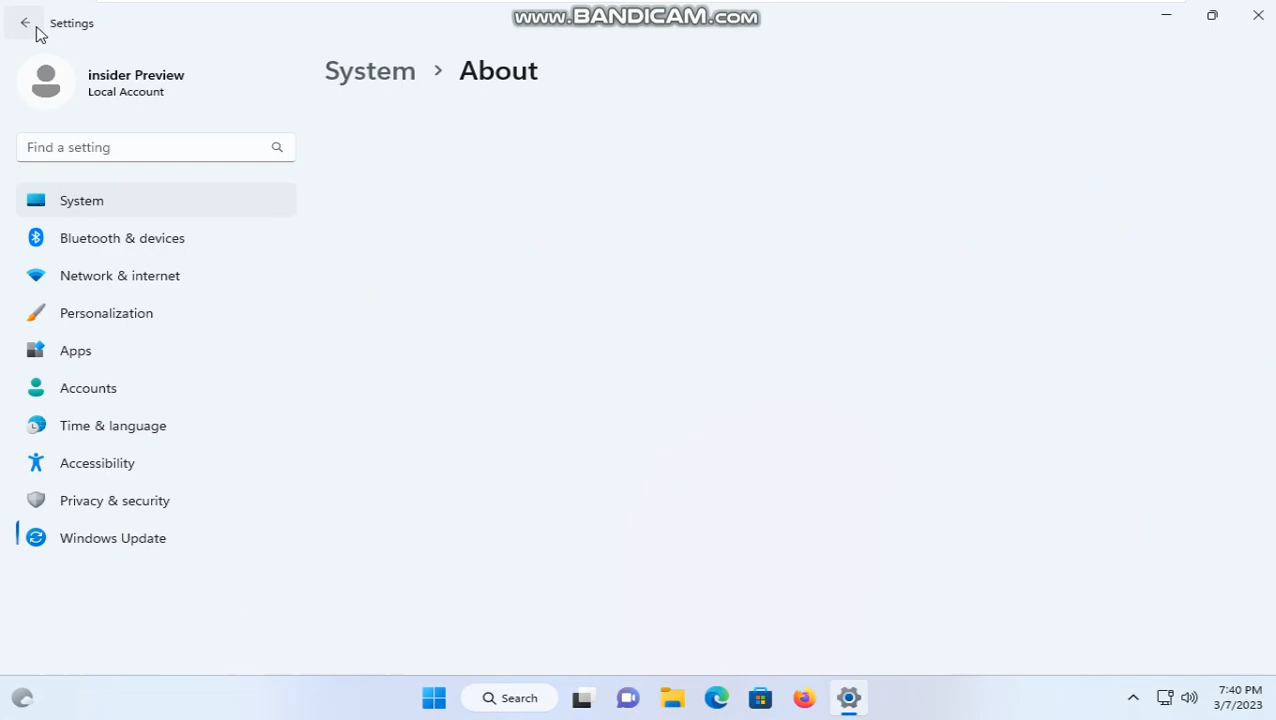 Settings
www.BANDICAM.com
insider Preview
Local Account
System > About
Find a setting
System
Bluetooth & devices
Network & internet
Personalization
Apps
Accounts
Time & language
Accessibility
Privacy & security
Windows Update
Search
7:40 PM
3/7/2023